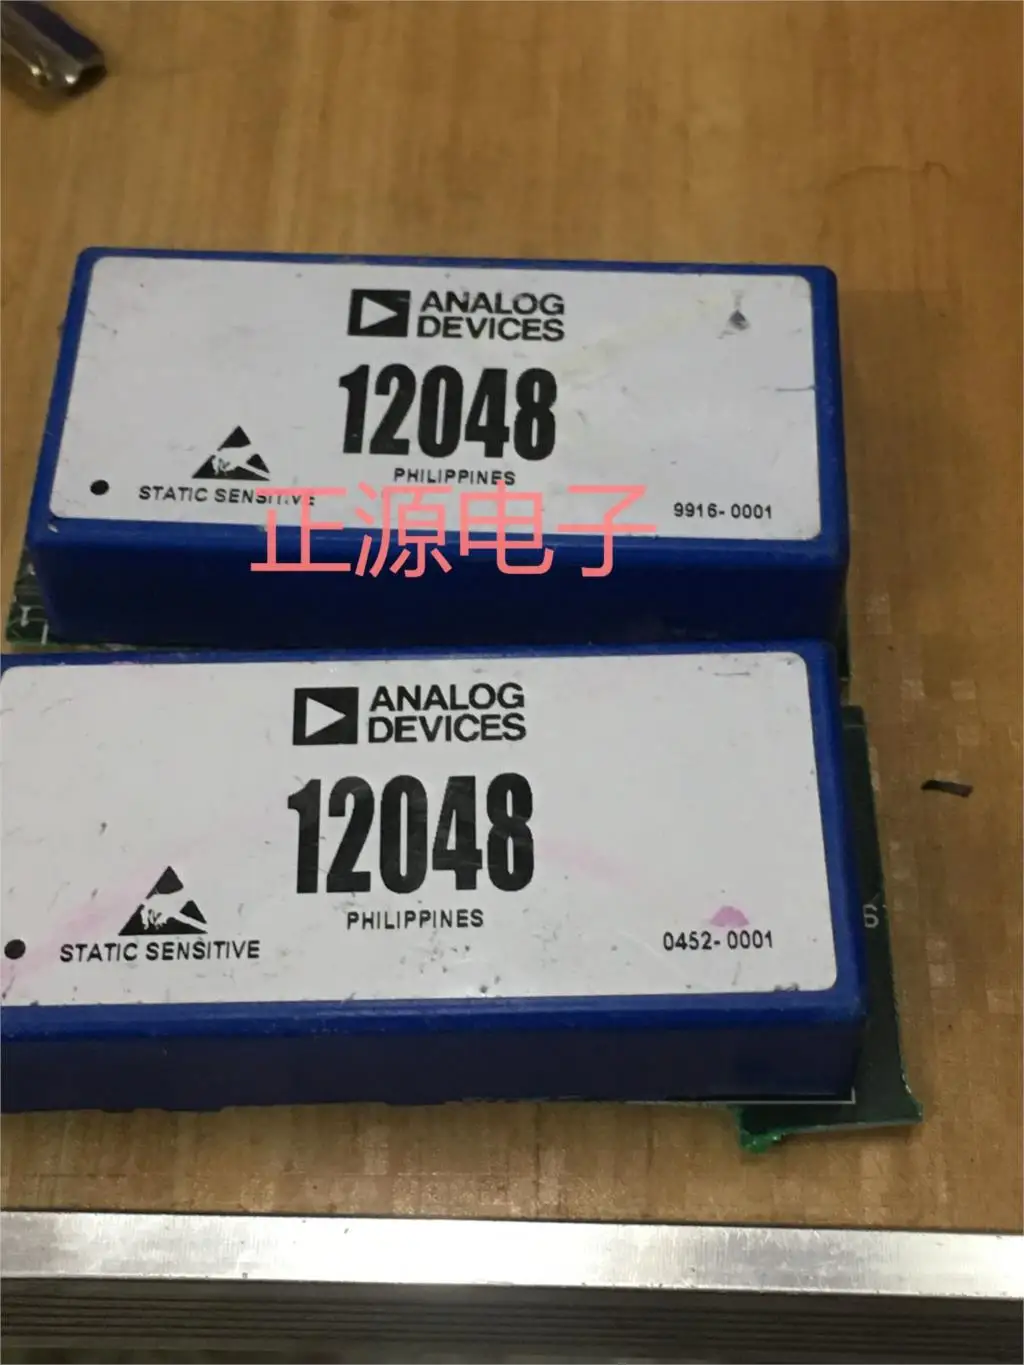 ANALOG
DEVICES
12048
PHILIPPINES
STATIC SENSITIVE
9916-0001
正源电子
ANALOG
DEVICES
12048
PHILIPPINES
STATIC SENSITIVE
0452-0001
6